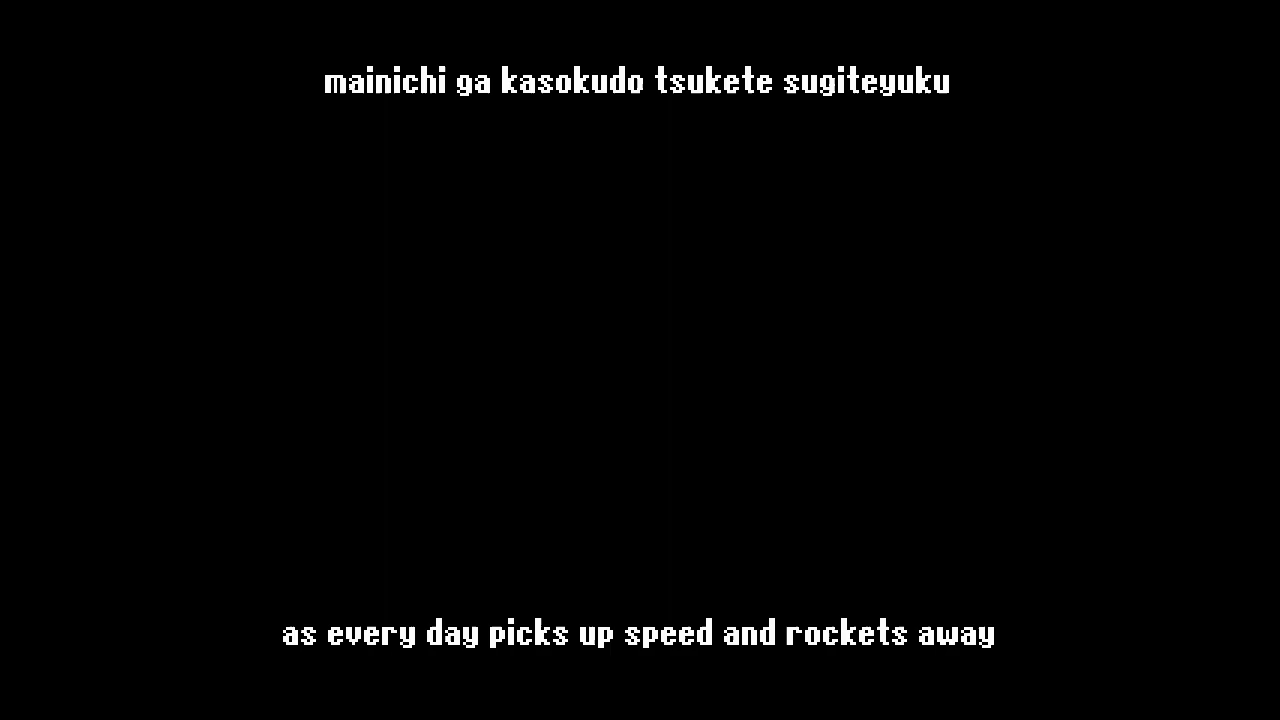 mainichi ga kasokudo tsukete sugiteyuku
as every day picks up speed and rockets away